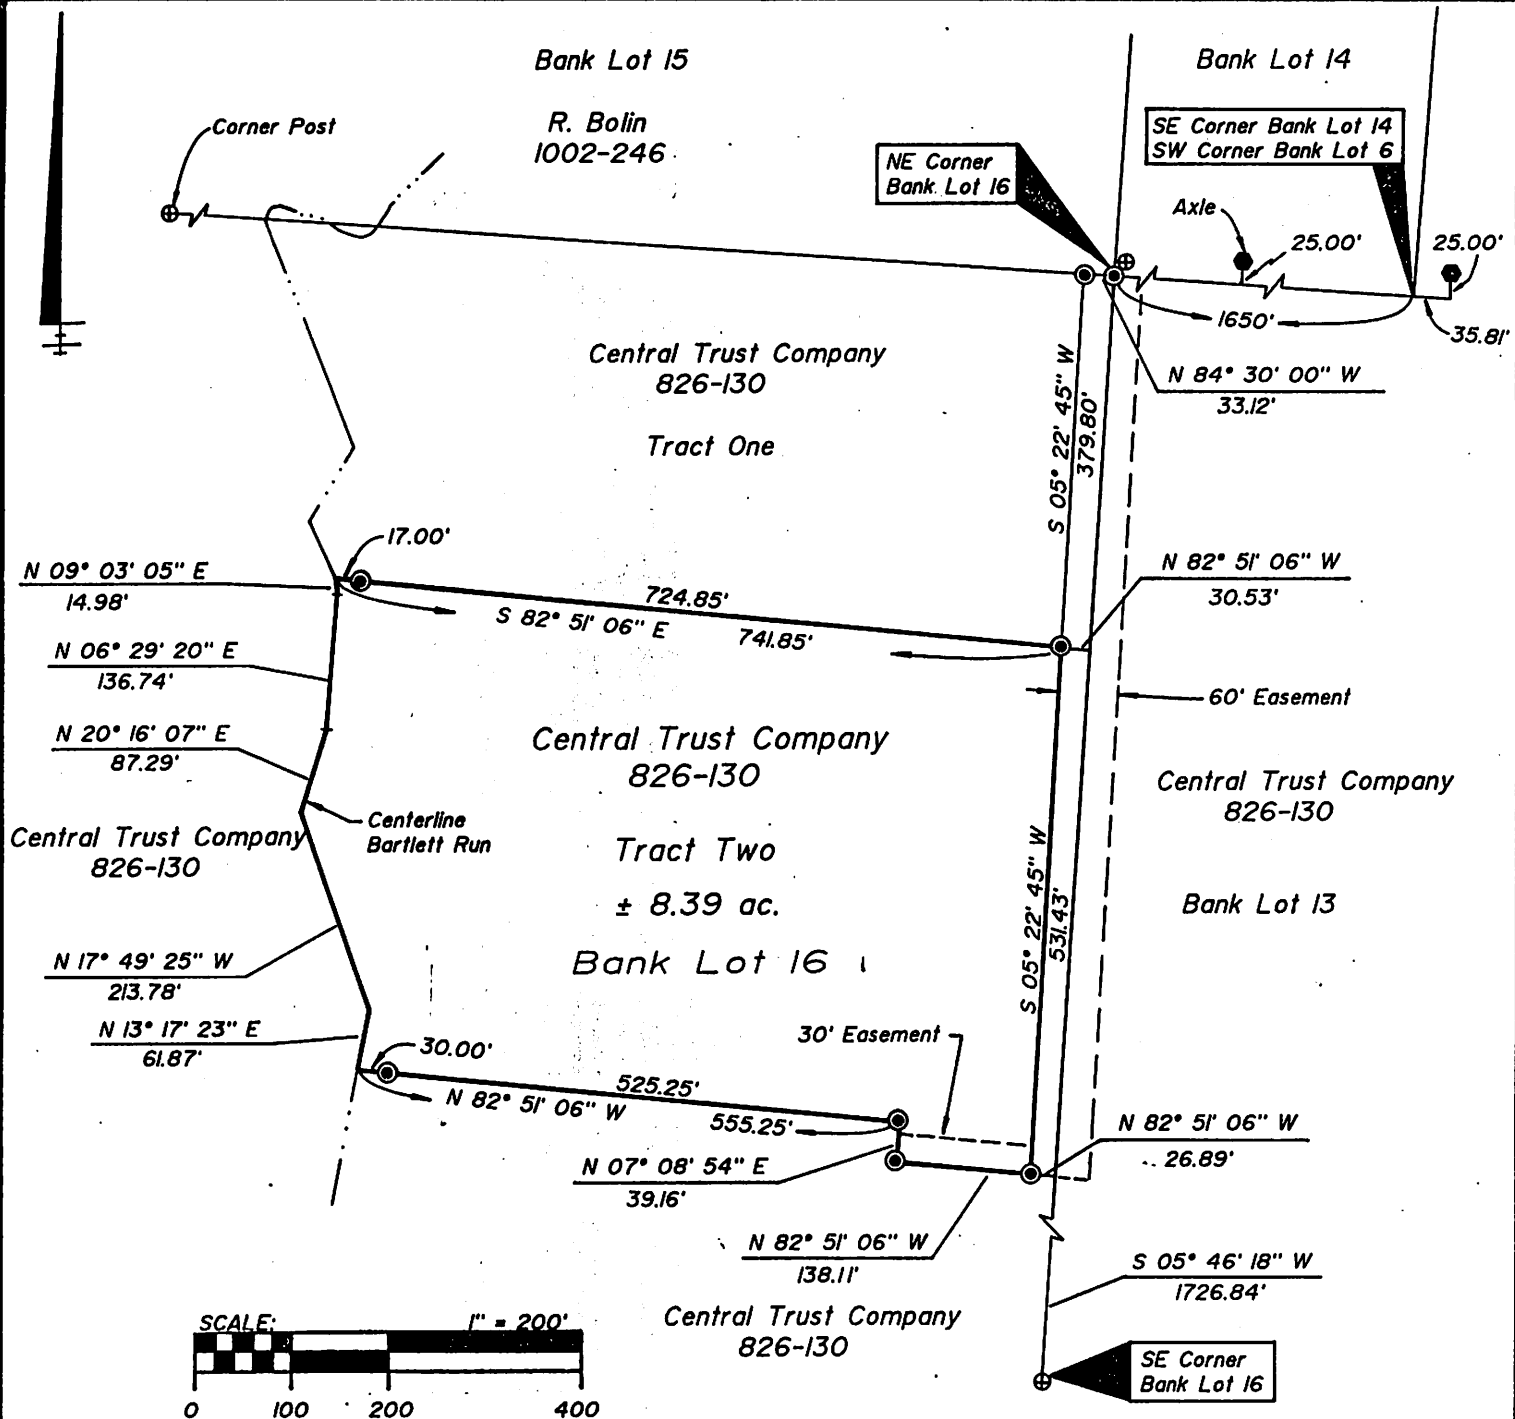 Bank Lot 15
Bank Lot 14
R. Bolin
1002-246
Corner Post
NE Corner
Bank Lot 16
SE Corner Bank Lot 14
SW Corner Bank Lot 6
Axle
25.00'
25.00'
1650'
35.81'
N 84° 30' 00" W
33.12'
Central Trust Company
826-130
Tract One
S 05° 22' 45" W
379.80'
17.00'
N 09° 03' 05" E
14.98'
724.85'
S 82° 51' 06" E
741.85'
N 82° 51' 06" W
30.53'
N 06° 29' 20" E
136.74'
60' Easement
N 20° 16' 07" E
87.29'
Central Trust Company
826-130
Central Trust Company
826-130
Centerline
Bartlett Run
Central Trust Company
826-130
Tract Two
± 8.39 ac.
Bank Lot 16
Bank Lot 13
S 05° 22' 45" W
531.43'
N 17° 49' 25" W
213.78'
N 13° 17' 23" E
61.87'
30.00'
30' Easement
525.25'
N 82° 51' 06" W
555.25'
N 82° 51' 06" W
26.89'
N 07° 08' 54" E
39.16'
N 82° 51' 06" W
138.11'
S 05° 46' 18" W
1726.84'
Central Trust Company
826-130
SE Corner
Bank Lot 16
SCALE: 1" = 200'
0 100 200 400